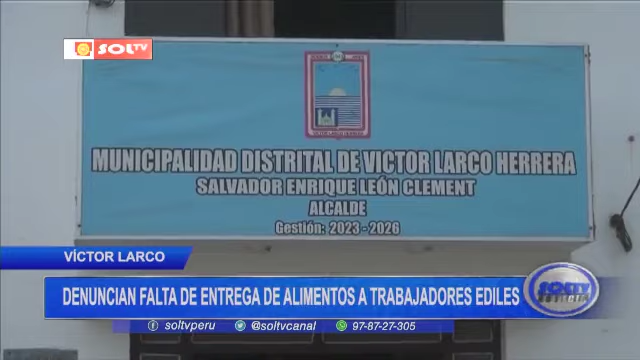 SOLTV
MUNICIPALIDAD DISTRITAL DE VICTOR LARCO HERRERA
SALVADOR ENRIQUE LEÓN CLEMENT
ALCALDE
Gestión: 2023 - 2026
VÍCTOR LARCO
DENUNCIAN FALTA DE ENTREGA DE ALIMENTOS A TRABAJADORES EDILES
SOLTV
soltvperu @soltvcanal 97-87-27-305